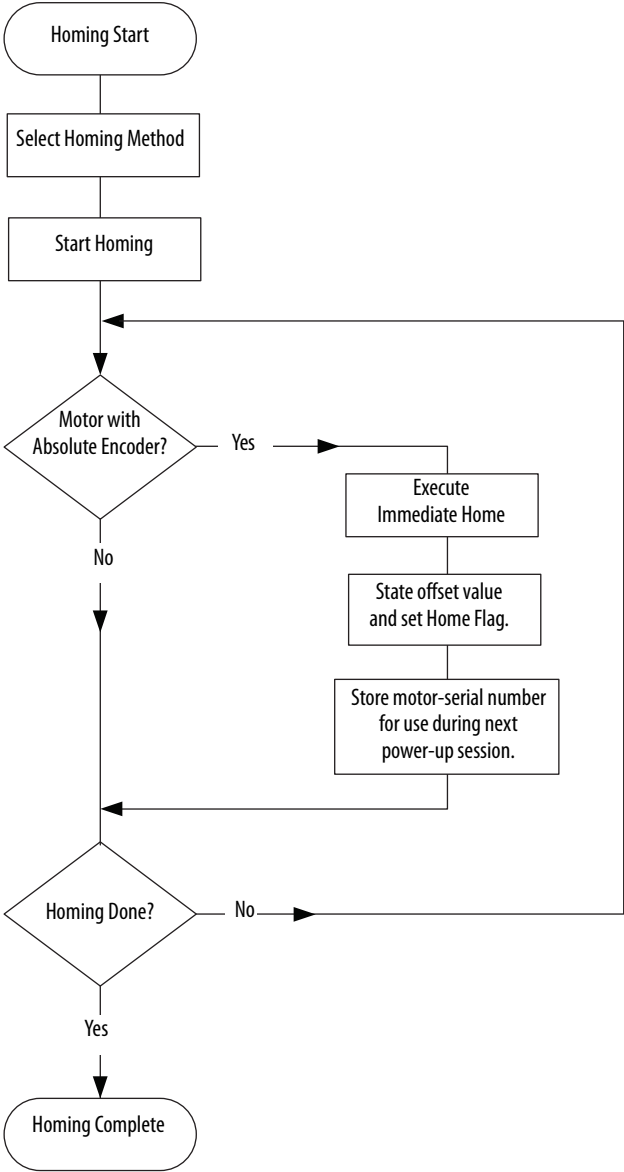 Homing Start
Select Homing Method
Start Homing
Motor with
Absolute Encoder?
Yes
Execute
Immediate Home
No
State offset value
and set Home Flag.
Store motor-serial number
for use during next
power-up session.
Homing Done?
No
Yes
Homing Complete